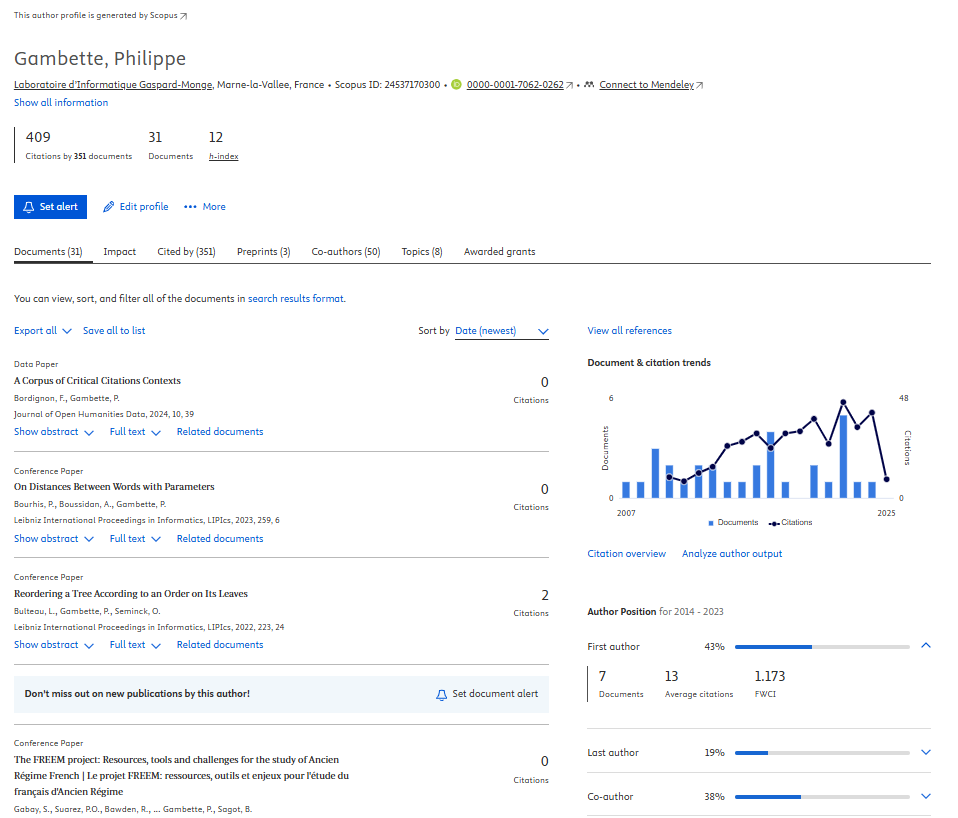 This author profile is generated by Scopus
Gambette, Philippe
Laboratoire d'Informatique Gaspard-Monge, Marne-la-Vallee, France • Scopus ID: 24537170300 • iD 0000-0001-7062-0262 • Connect to Mendeley
Show all information
409 31 12
Citations by 351 documents Documents h-index
Set alert Edit profile ••• More
Documents (31) Impact Cited by (351) Preprints (3) Co-authors (50) Topics (8) Awarded grants
You can view, sort, and filter all of the documents in search results format.
Export all Save all to list Sort by Date (newest)
Data Paper
A Corpus of Critical Citations Contexts
0
Bordignon, F., Gambette, P.
Citations
Journal of Open Humanities Data, 2024, 10, 39
Show abstract Full text Related documents
Conference Paper
On Distances Between Words with Parameters
0
Bourhis, P., Boussidan, A., Gambette, P.
Citations
Leibniz International Proceedings in Informatics, LIPIcs, 2023, 259, 6
Show abstract Full text Related documents
Conference Paper
Reordering a Tree According to an Order on Its Leaves
2
Bulteau, L., Gambette, P., Seminck, O.
Citations
Leibniz International Proceedings in Informatics, LIPIcs, 2022, 223, 24
Show abstract Full text Related documents
Don't miss out on new publications by this author! Set document alert
Conference Paper
The FREEM project: Resources, tools and challenges for the study of Ancien
0
Régime French | Le projet FREEM: ressources, outils et enjeux pour l'étude du
Citations
français d'Ancien Régime
Gabay, S., Suarez, P.O., Bawden, R., ... Gambette, P., Sagot, B.
View all references
Document & citation trends
6 48
Documents
Citations
0 0
2007 2025
Documents Citations
Citation overview Analyze author output
Author Position for 2014 - 2023
First author 43%
7 13 1.173
Documents Average citations FWCI
Last author 19%
Co-author 38%